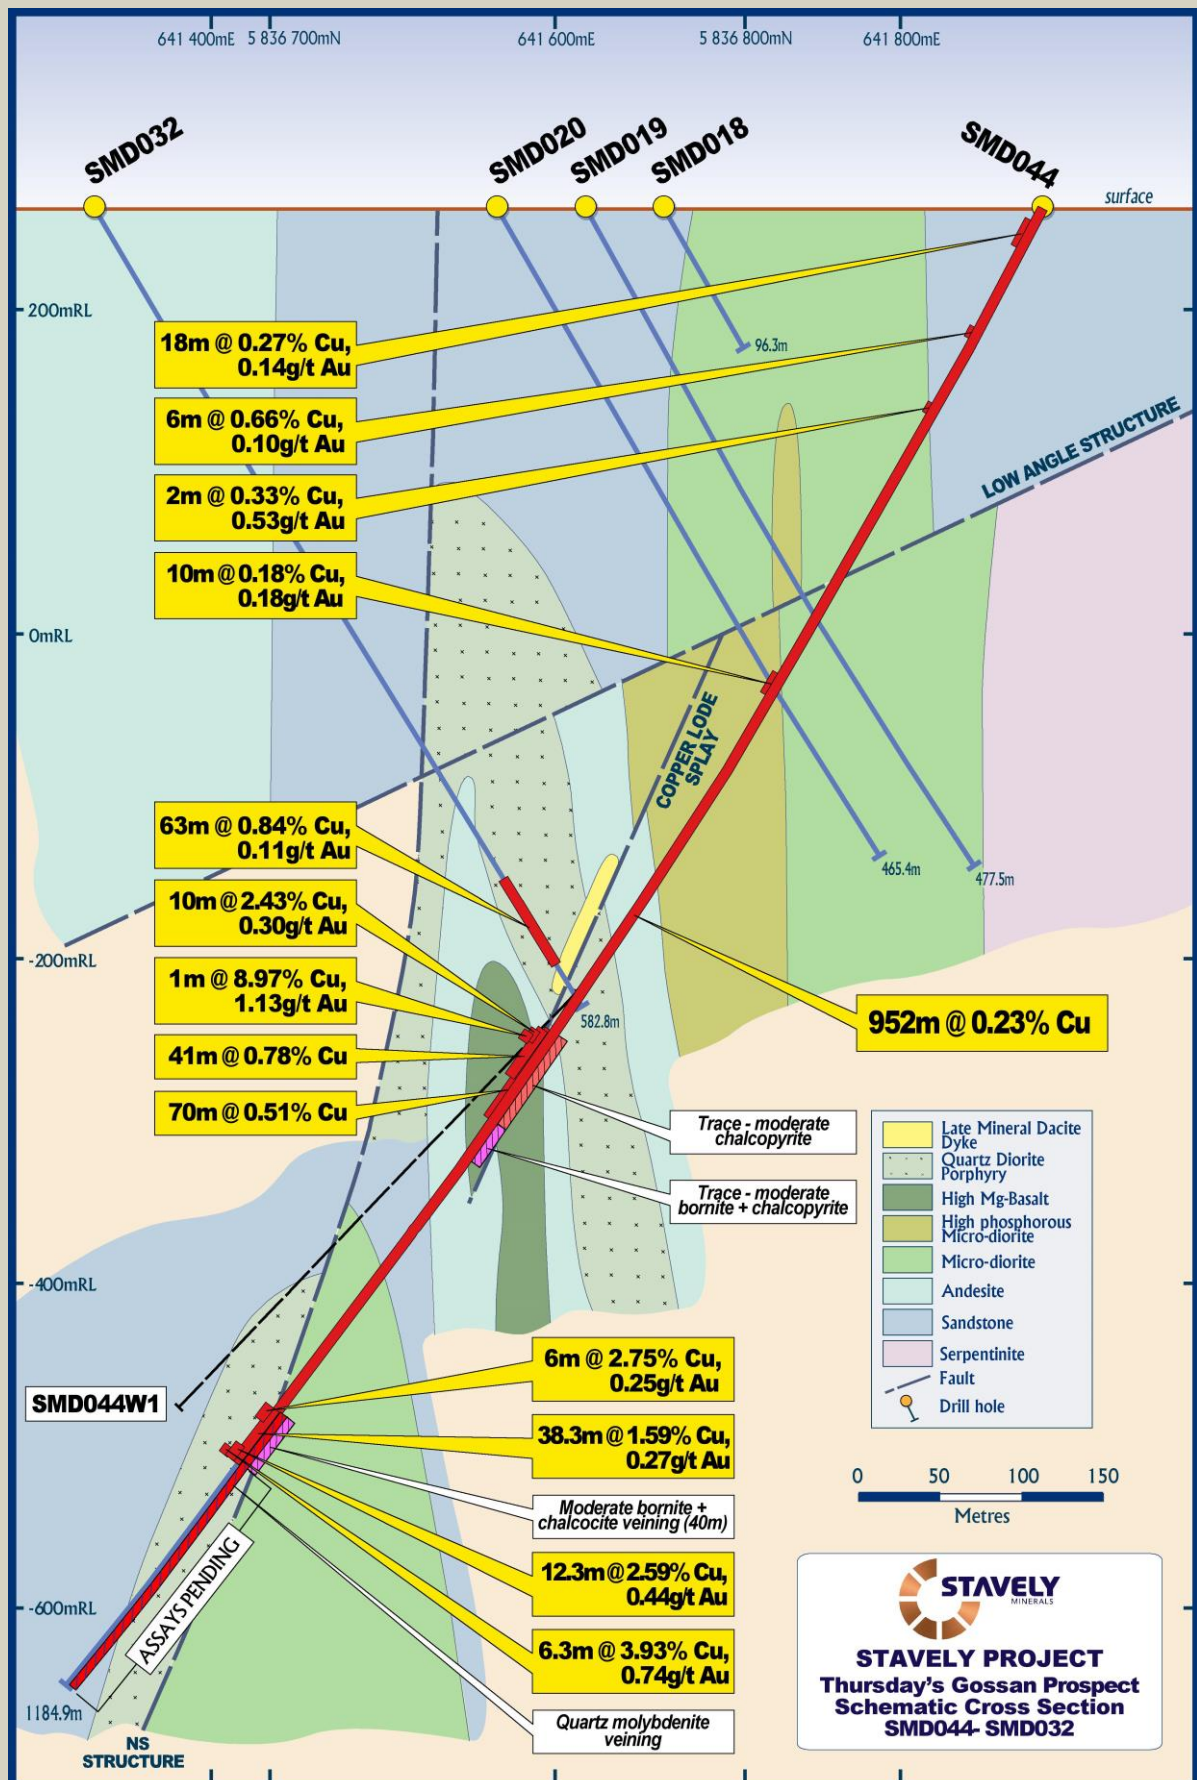 641 400mE
5 836 700mN
641 600mE
5 836 800mN
641 800mE
SMD032
SMD020
SMD019
SMD018
SMD044
surface
200mRL
18m @ 0.27% Cu,
0.14g/t Au
96.3m
6m @ 0.66% Cu,
0.10g/t Au
LOW ANGLE STRUCTURE
2m @ 0.33% Cu,
0.53g/t Au
10m @ 0.18% Cu,
0.18g/t Au
0mRL
COPPER LODE
SPLAY
63m @ 0.84% Cu,
0.11g/t Au
465.4m
477.5m
10m @ 2.43% Cu,
0.30g/t Au
-200mRL
1m @ 8.97% Cu,
1.13g/t Au
582.8m
952m @ 0.23% Cu
41m @ 0.78% Cu
70m @ 0.51% Cu
Trace - moderate
chalcopyrite
Trace - moderate
bornite + chalcopyrite
Late Mineral Dacite
Dyke
Quartz Diorite
Porphyry
High Mg-Basalt
High phosphorous
Micro-diorite
Micro-diorite
Andesite
Sandstone
Serpentinite
Fault
Drill hole
-400mRL
SMD044W1
6m @ 2.75% Cu,
0.25g/t Au
38.3m @ 1.59% Cu,
0.27g/t Au
Moderate bornite +
chalcocite veining (40m)
12.3m@2.59% Cu,
0.44g/t Au
6.3m @ 3.93% Cu,
0.74g/t Au
Quartz molybdenite
veining
0 50 100 150
Metres
-600mRL
ASSAYS PENDING
1184.9m
NS
STRUCTURE
STAVELY
MINERALS
STAVELY PROJECT
Thursday's Gossan Prospect
Schematic Cross Section
SMD044- SMD032